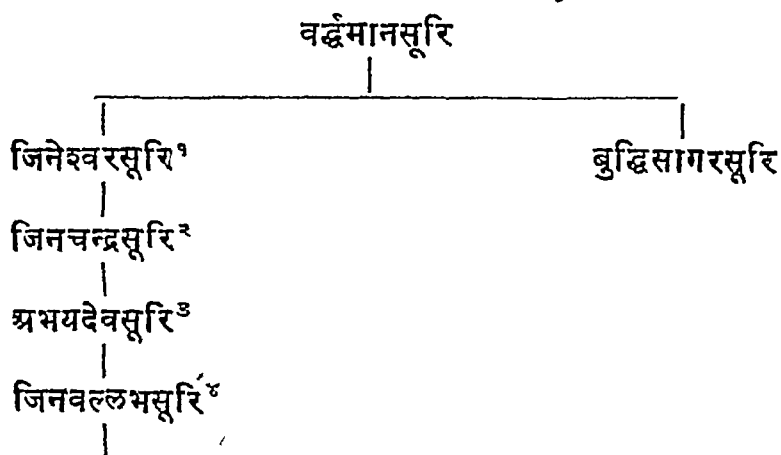 वर्द्धमानसूरि
जिनेश्वरसूरि¹ बुद्धिसागरसूरि
जिनचन्द्रसूरि²
अभयदेवसूरि³
जिनवल्लभसूरि⁴